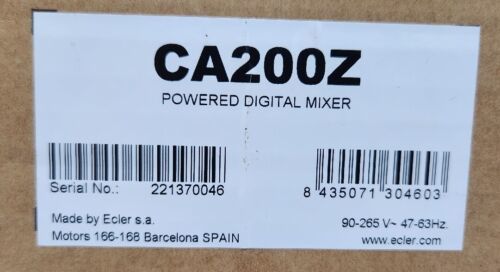 CA200Z
POWERED DIGITAL MIXER
Serial No.: 221370046
8 435071 304603
Made by Ecler s.a.
Motors 166-168 Barcelona SPAIN
90-265 V~ 47-63Hz.
www.ecler.com